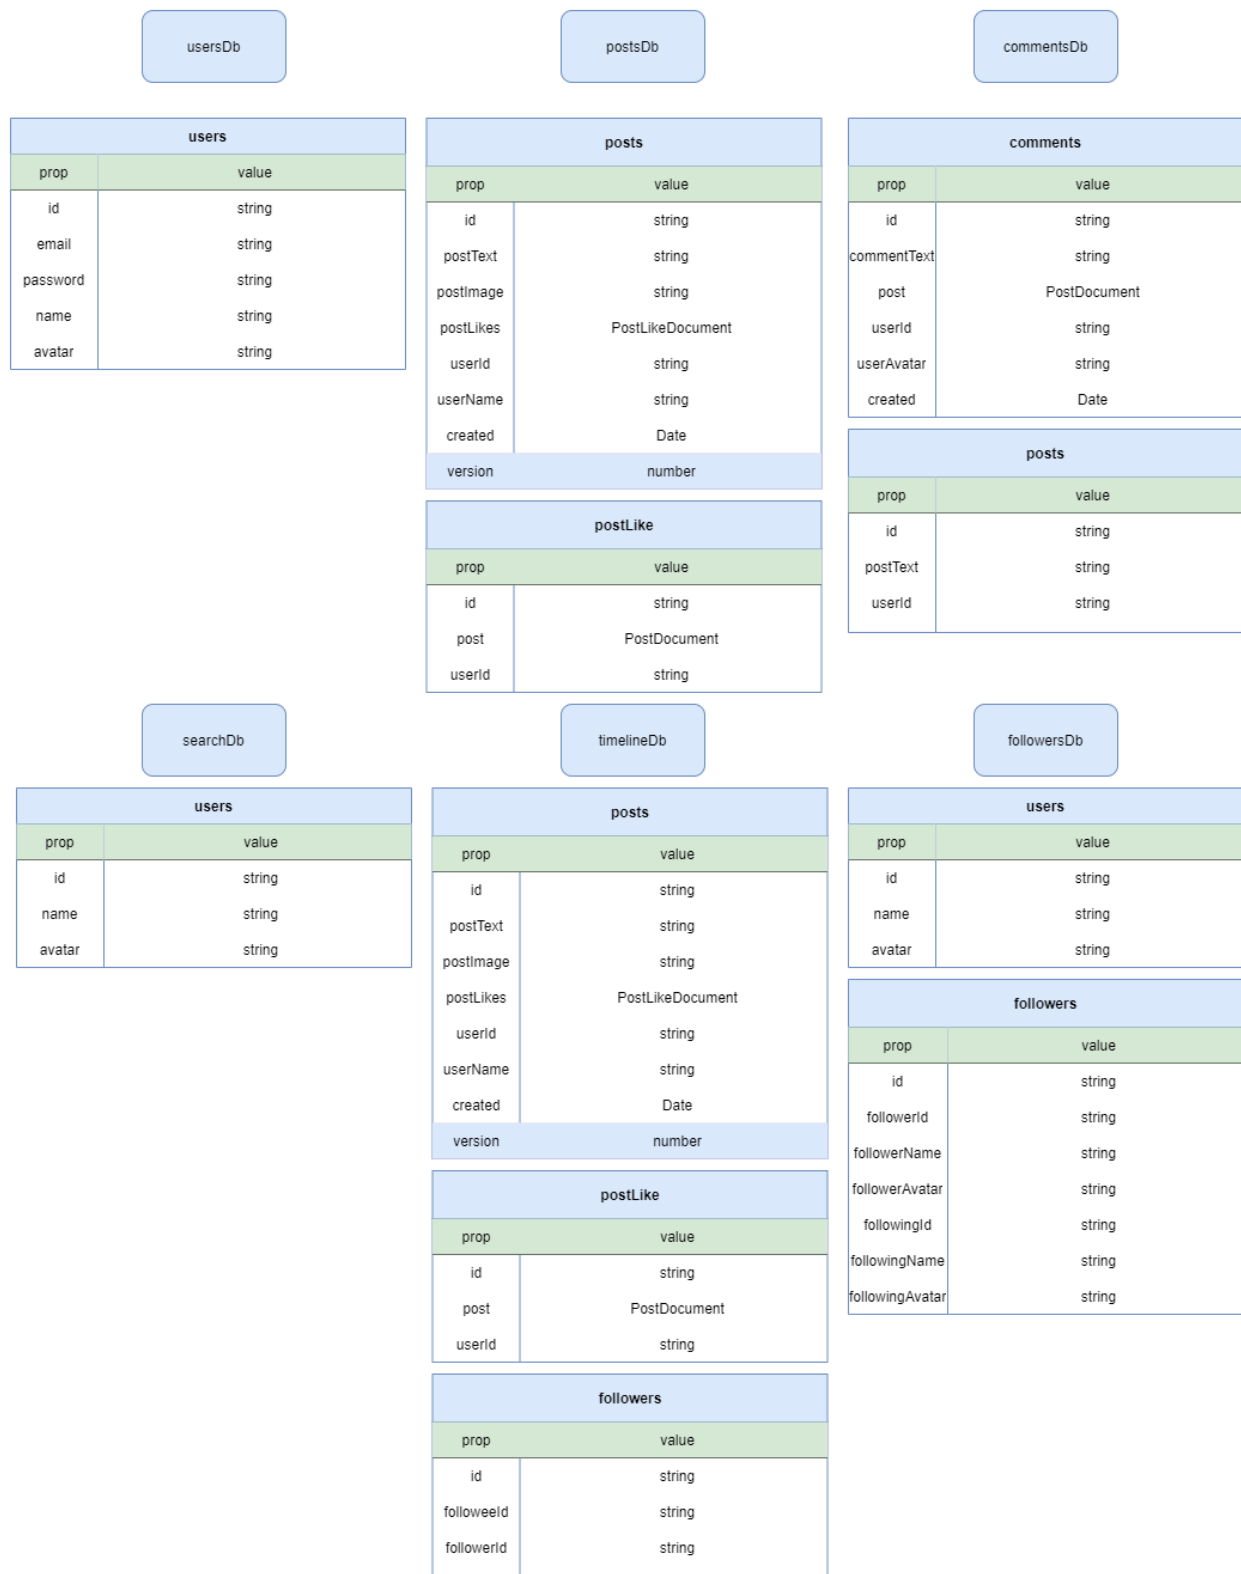 usersDb
users
prop value
id string
email string
password string
name string
avatar string
postsDb
posts
prop value
id string
postText string
postImage string
postLikes PostLikeDocument
userId string
userName string
created Date
version number
postLike
prop value
id string
post PostDocument
userId string
commentsDb
comments
prop value
id string
commentText string
post PostDocument
userId string
userAvatar string
created Date
posts
prop value
id string
postText string
userId string
searchDb
users
prop value
id string
name string
avatar string
timelineDb
posts
prop value
id string
postText string
postImage string
postLikes PostLikeDocument
userId string
userName string
created Date
version number
postLike
prop value
id string
post PostDocument
userId string
followers
prop value
id string
followeeId string
followerId string
followersDb
users
prop value
id string
name string
avatar string
followers
prop value
id string
followerId string
followerName string
followerAvatar string
followingId string
followingName string
followingAvatar string